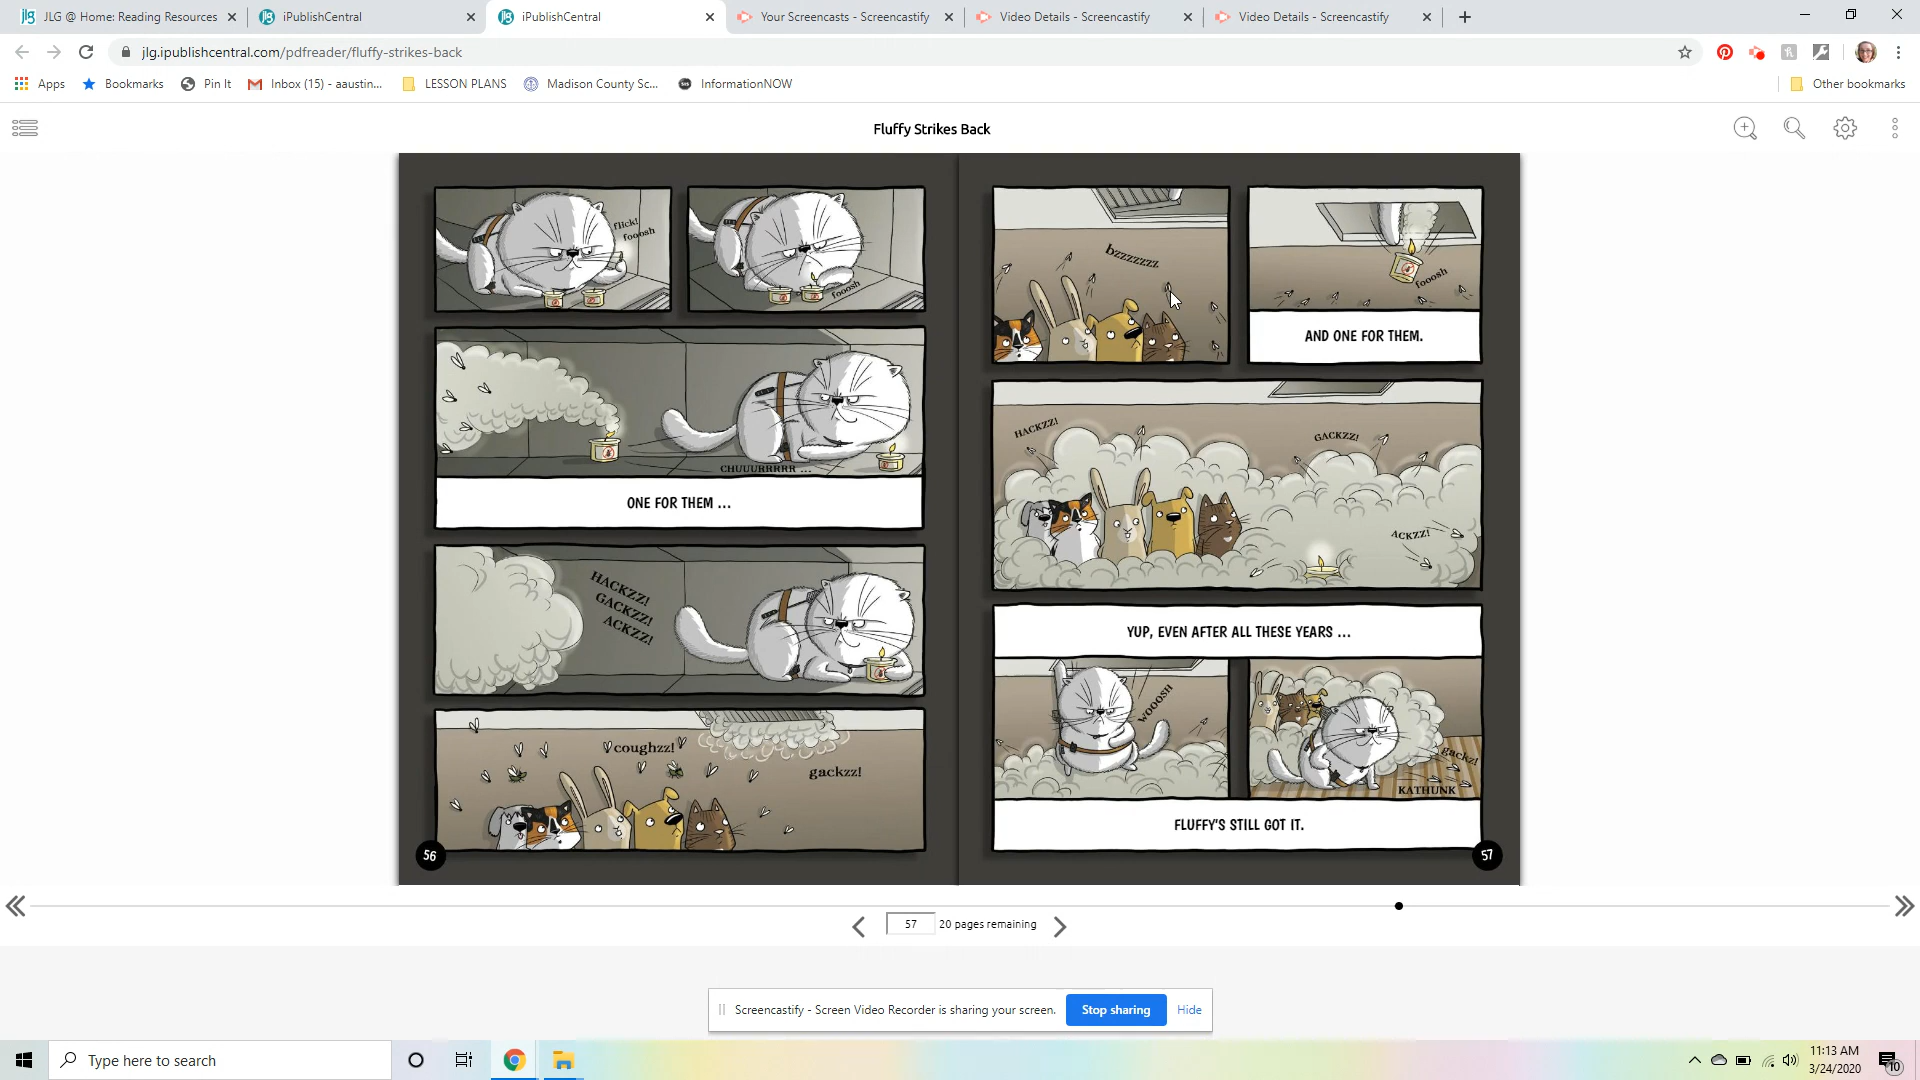 JLG @ Home: Reading Resources
iPublishCentral
iPublishCentral
Your Screencasts - Screencastify
Video Details - Screencastify
Video Details - Screencastify
jlg.ipublishcentral.com/pdfreader/fluffy-strikes-back
Apps
Bookmarks
Pin It
Inbox (15) - aaustin...
LESSON PLANS
Madison County Sc...
InformationNOW
Other bookmarks
Fluffy Strikes Back
flick!
fooosh
fooosh
CHUUURRRRR ...
ONE FOR THEM ...
HACKZZ!
GACKZZ!
ACKZZ!
coughzz!
gackzz!
56
bzzzzzzz
fooosh
AND ONE FOR THEM.
HACKZZ!
GACKZZ!
ACKZZ!
YUP, EVEN AFTER ALL THESE YEARS ...
WOOOSH
gackz!
KATHUNK
FLUFFY'S STILL GOT IT.
57
57
20 pages remaining
Screencastify - Screen Video Recorder is sharing your screen.
Stop sharing
Hide
Type here to search
11:13 AM
3/24/2020
10